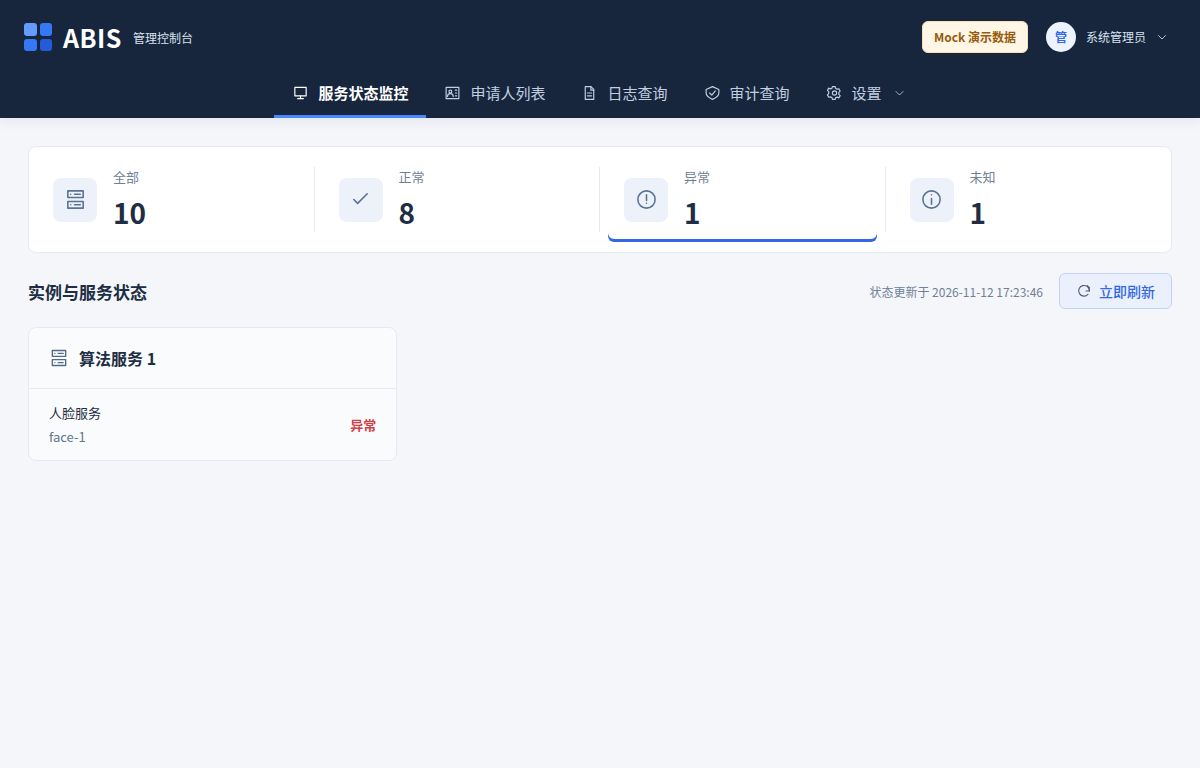 ABIS 管理控制台
Mock 演示数据
管 系统管理员
服务状态监控 申请人列表 日志查询 审计查询 设置
全部
10
正常
8
异常
1
未知
1
实例与服务状态
状态更新于 2026-11-12 17:23:46
立即刷新
算法服务 1
人脸服务
face-1
异常